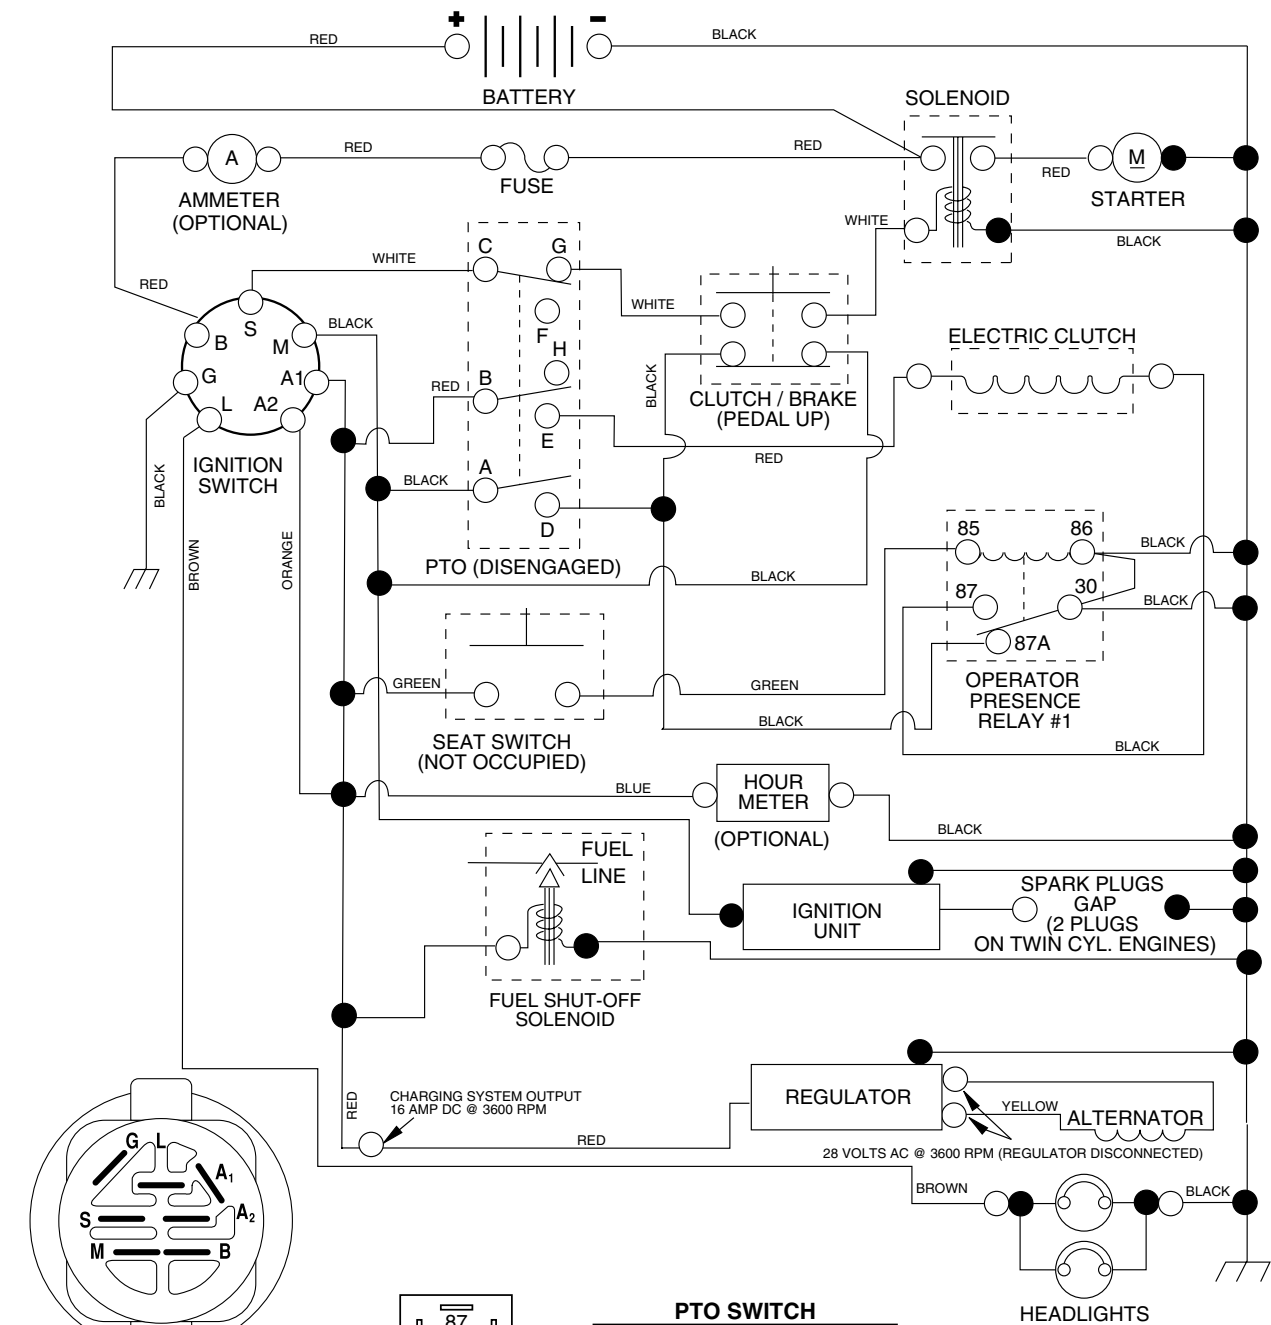 + -
RED
BLACK
BATTERY
SOLENOID
A
RED
FUSE
RED
RED
M
STARTER
AMMETER
(OPTIONAL)
WHITE
BLACK
C
G
WHITE
RED
WHITE
S
B
M
BLACK
F
H
ELECTRIC CLUTCH
G
A1
L
A2
RED
B
E
BLACK
CLUTCH / BRAKE
(PEDAL UP)
RED
IGNITION
SWITCH
BLACK
BLACK
A
D
BROWN
ORANGE
PTO (DISENGAGED)
BLACK
85
86
BLACK
87
30
BLACK
87A
OPERATOR
PRESENCE
RELAY #1
GREEN
GREEN
BLACK
SEAT SWITCH
(NOT OCCUPIED)
BLACK
BLUE
HOUR
METER
(OPTIONAL)
BLACK
FUEL
LINE
IGNITION
UNIT
SPARK PLUGS
GAP
(2 PLUGS
ON TWIN CYL. ENGINES)
FUEL SHUT-OFF
SOLENOID
RED
CHARGING SYSTEM OUTPUT
16 AMP DC @ 3600 RPM
RED
REGULATOR
YELLOW
ALTERNATOR
28 VOLTS AC @ 3600 RPM (REGULATOR DISCONNECTED)
BROWN
BLACK
HEADLIGHTS
G L
A1
S
A2
M
B
87
PTO SWITCH